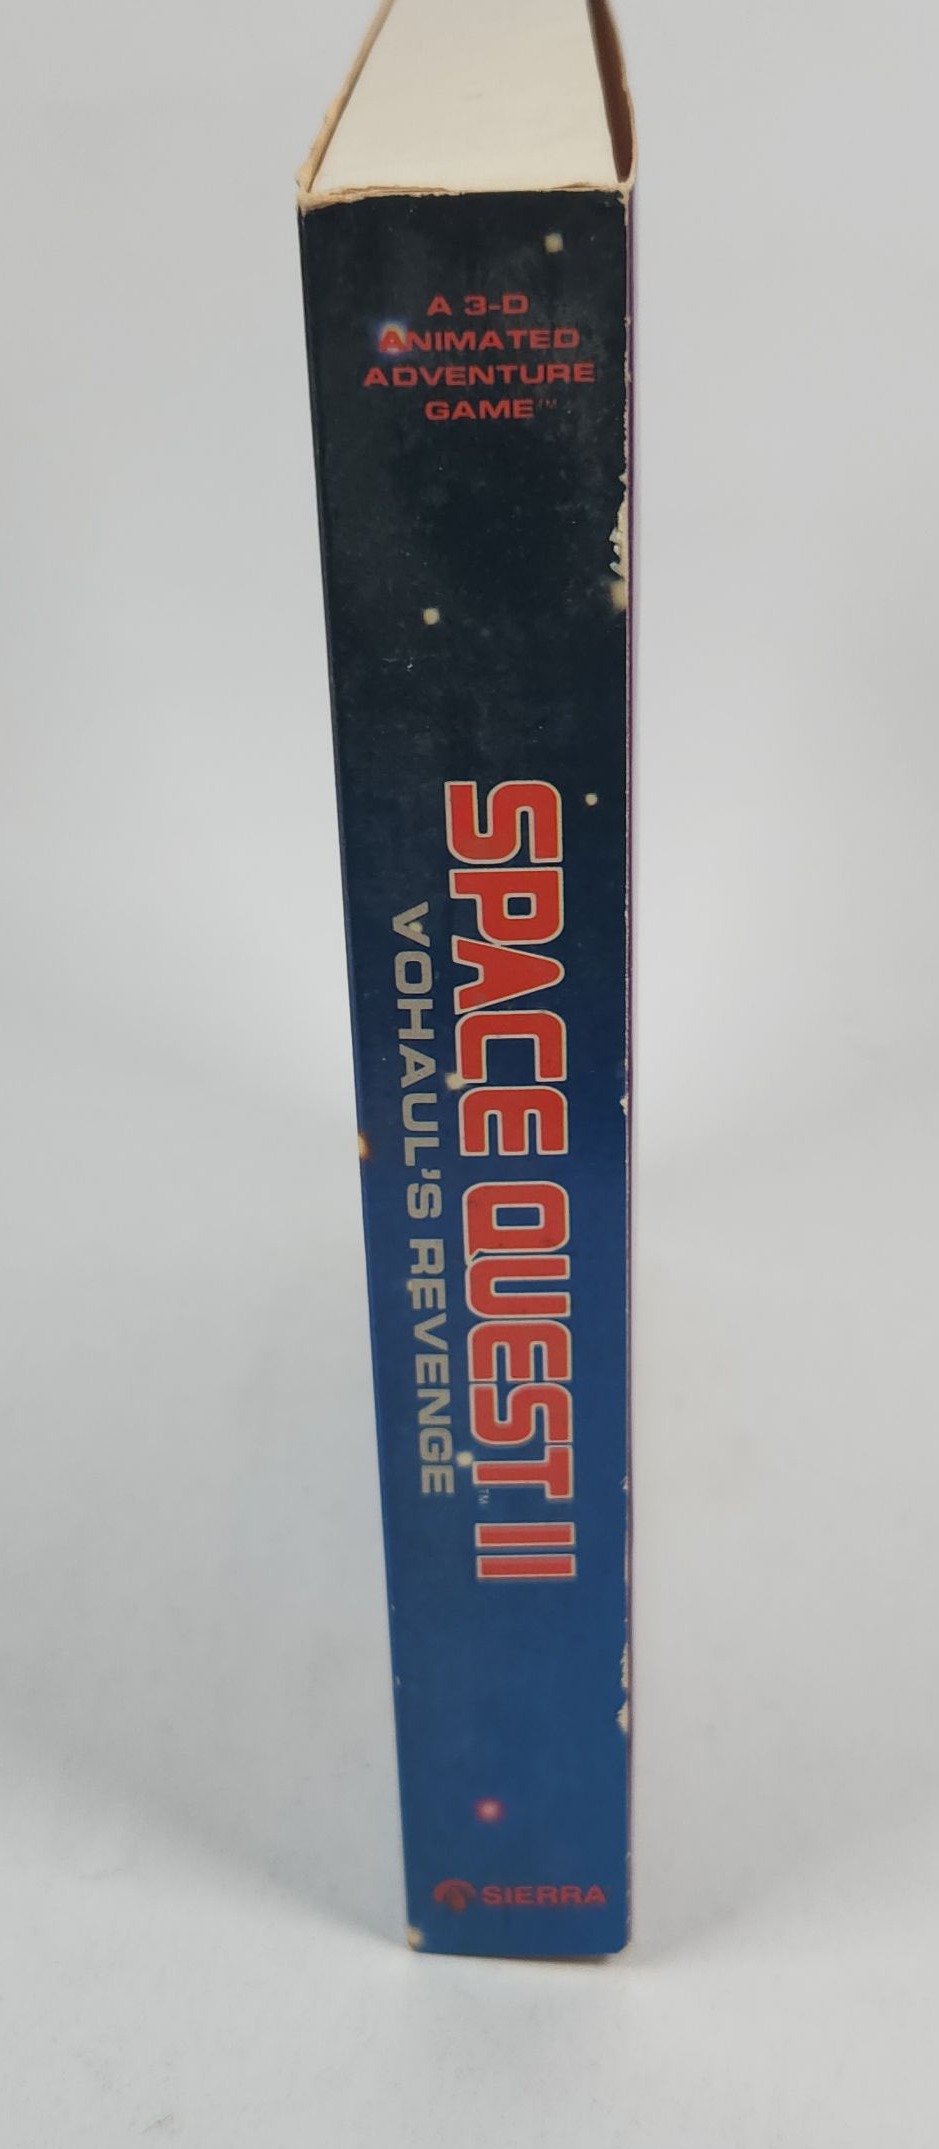 A 3-D
ANIMATED
ADVENTURE
GAME™
SPACE QUEST™ II
VOHAUL'S REVENGE
SIERRA